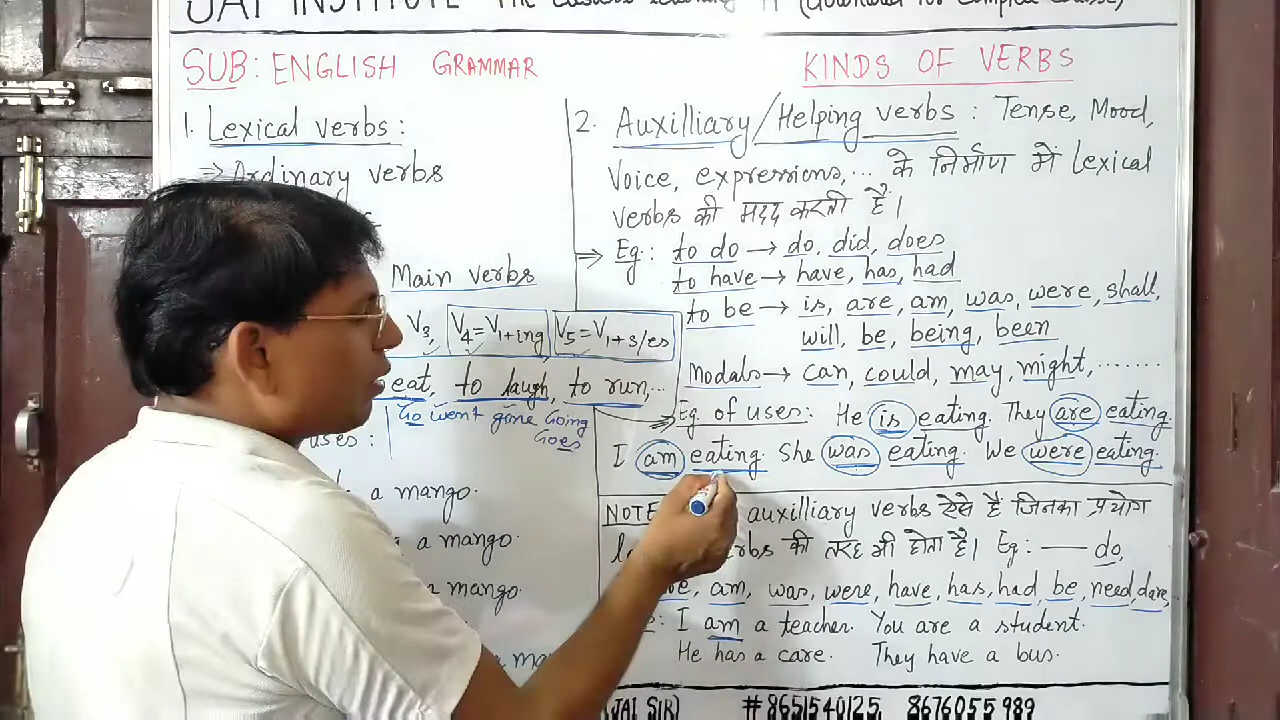 JAI INSTITUTE The
SUB: ENGLISH GRAMMAR
KINDS OF VERBS
1. Lexical verbs:
⇒ Ordinary verbs
Main verbs
V3, V4=V1+ing V5=V1+s/es
eat, to laugh, to run,...
Go went gone Going
Goes
uses:
a mango.
a mango.
a mango.
a man
2. Auxilliary/Helping verbs: Tense, Mood,
Voice, expressions,... के निर्माण में Lexical
verbs की मदद करती हैं।
⇒ Eg: to do → do, did, does
to have → have, has, had
to be → is, are, am, was, were, shall,
will, be, being, been
Modals → can, could, may, might,........
Eg. of uses: He is eating. They are eating.
I am eating. She was eating. We were eating.
NOTE auxilliary verbs ऐसे हैं जिनका प्रयोग
की तरह भी होता है। Eg: — do,
am, was, were, have, has, had be, need, dare,..
I am a teacher. You are a student.
He has a care. They have a bus.
(JAI SIR) # 8651540125, 8676055989